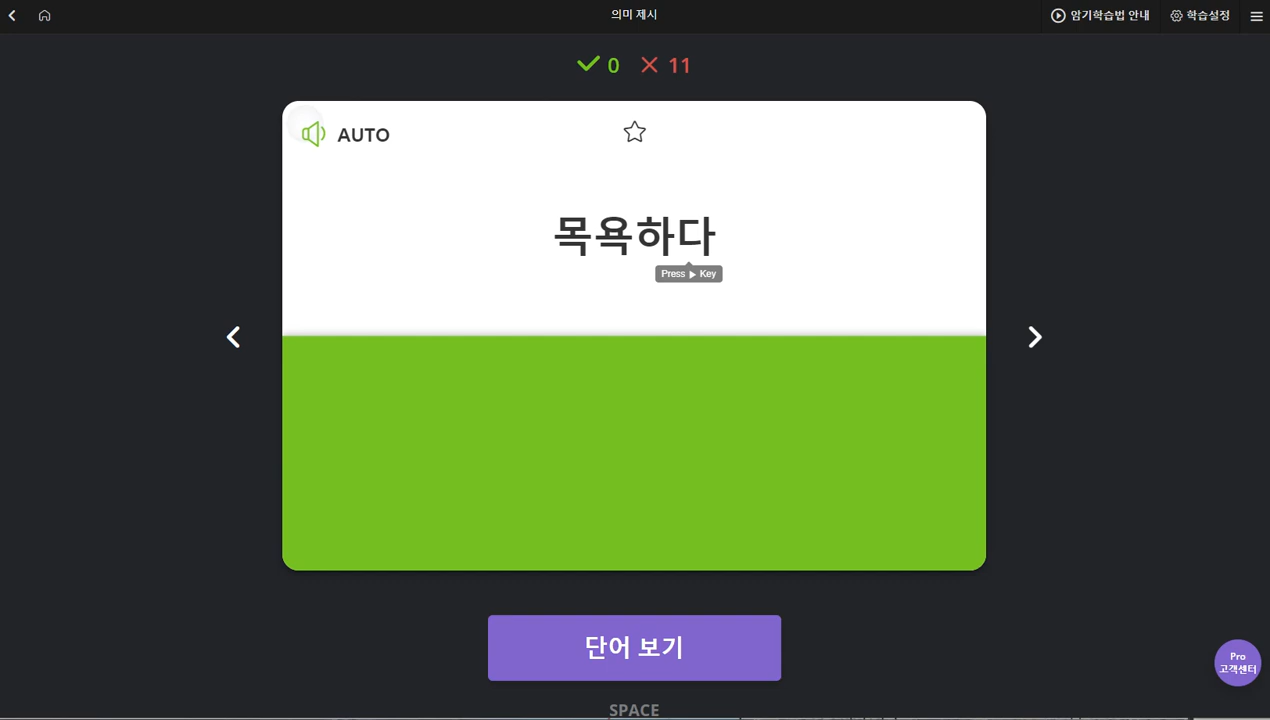 의미 제시
암기학습법 안내
학습설정
0
11
AUTO
목욕하다
Press ▶ Key
단어 보기
SPACE
Pro
고객센터